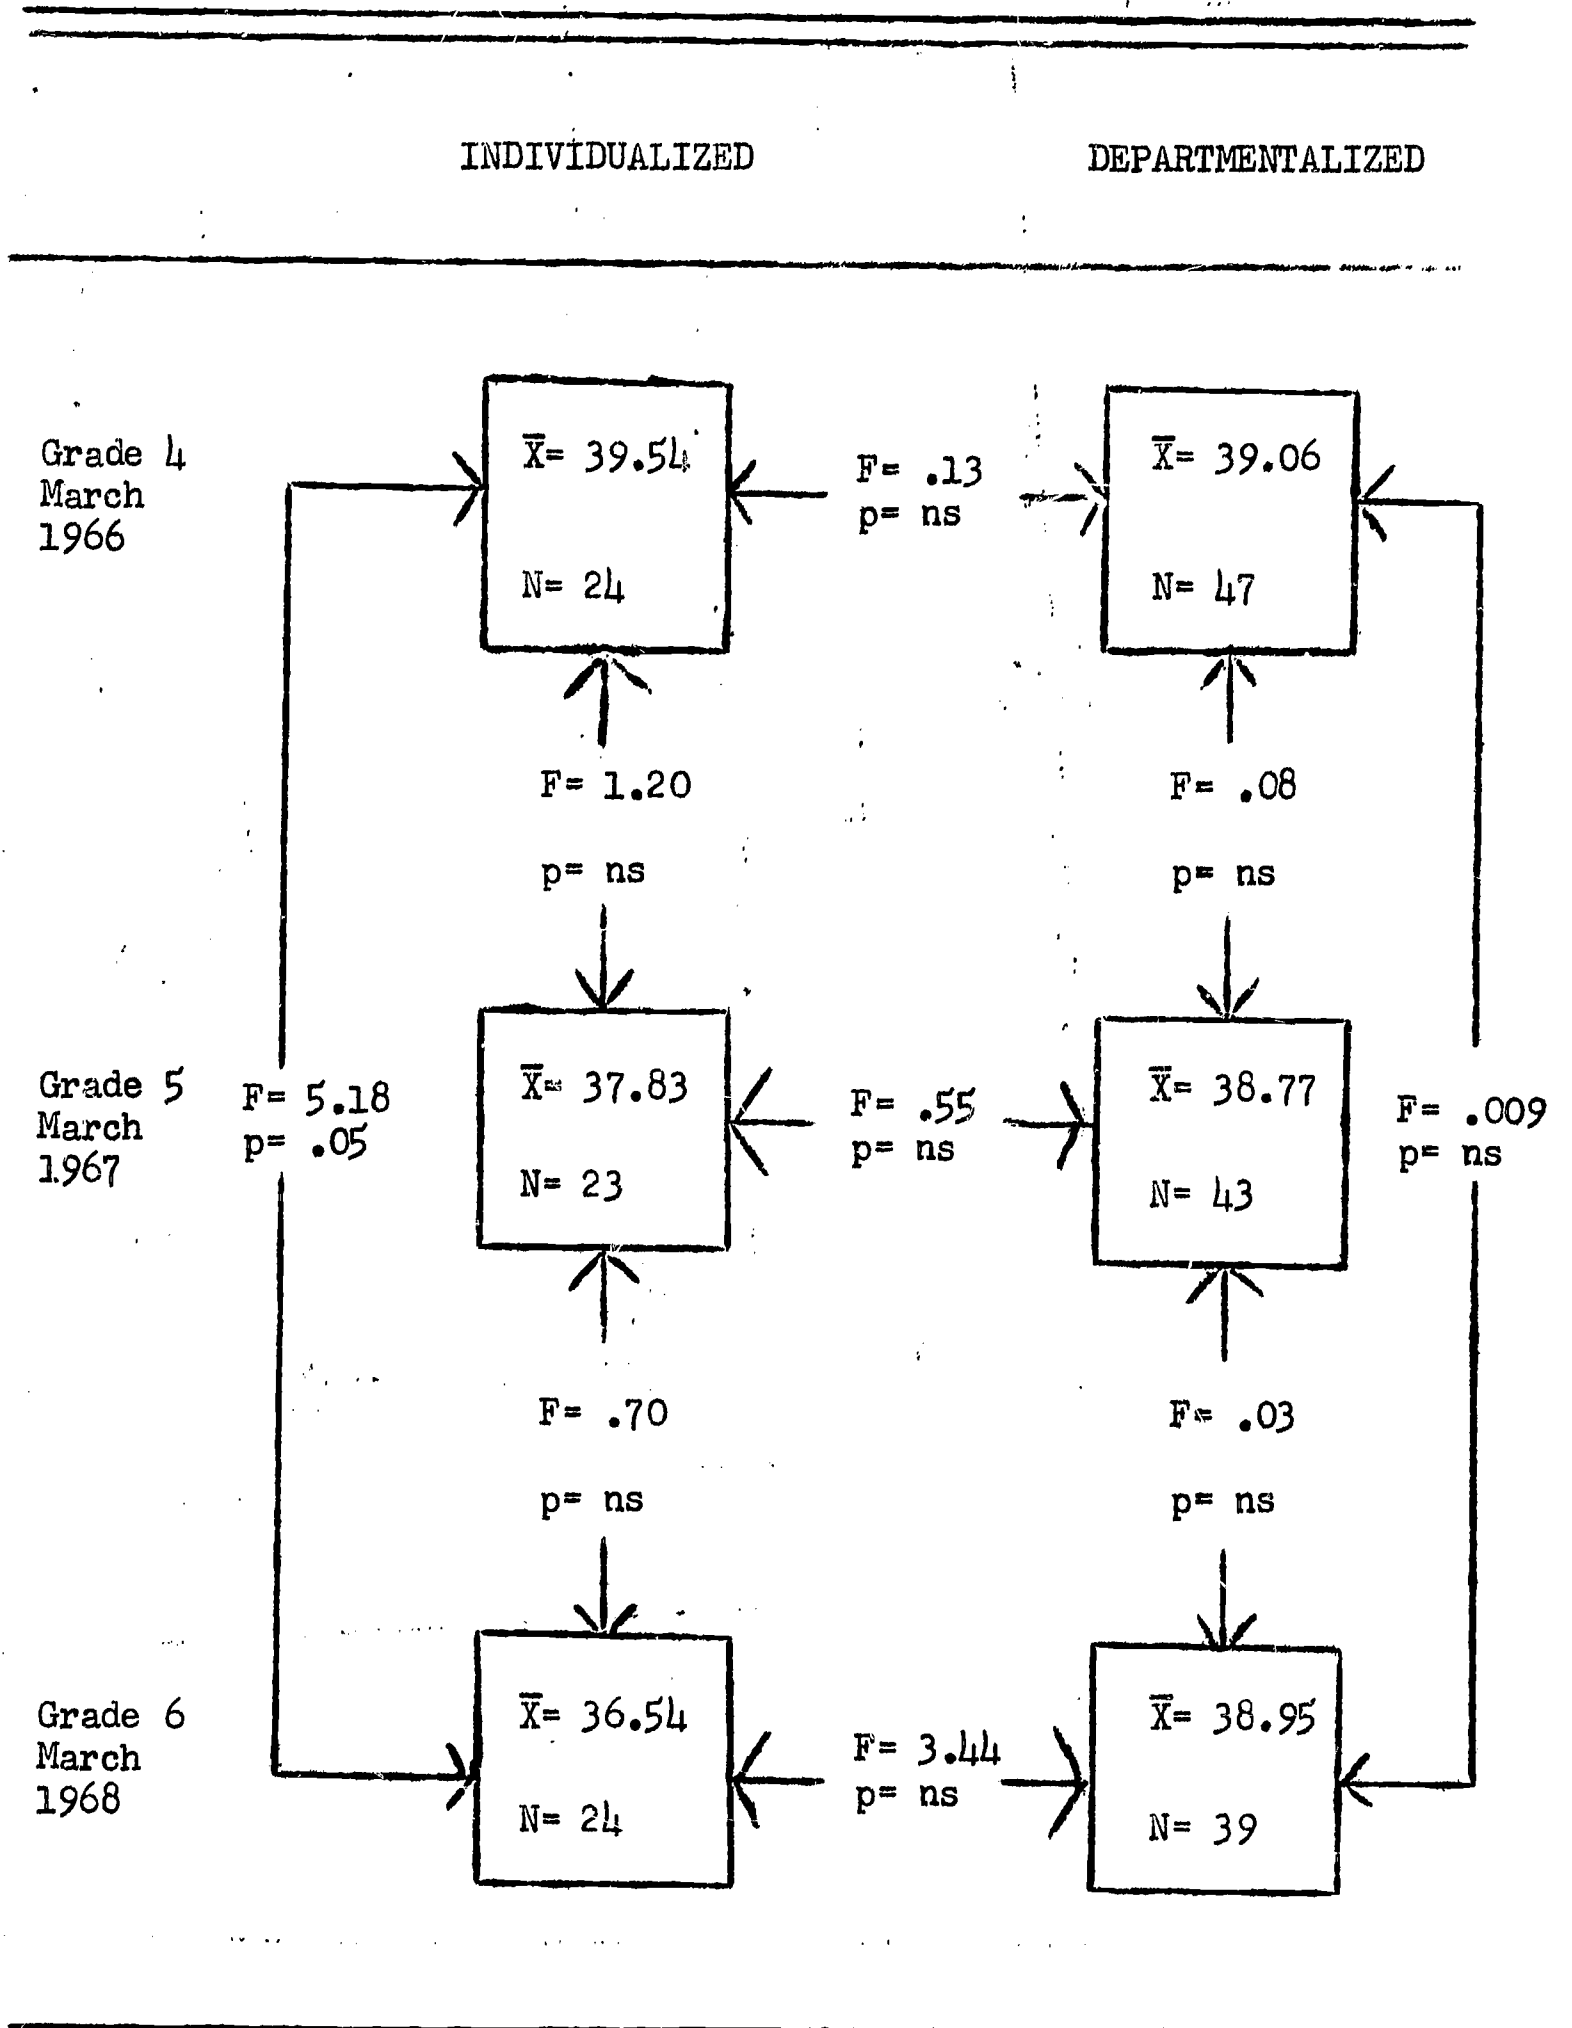 INDIVIDUALIZED DEPARTMENTALIZED
Grade 4
March
1966
X̅= 39.54
N= 24
F= .13
p= ns
X̅= 39.06
N= 47
F= 1.20
p= ns
F= .08
p= ns
Grade 5
March
1967
F= 5.18
p= .05
X̅= 37.83
N= 23
F= .55
p= ns
X̅= 38.77
N= 43
F= .009
p= ns
F= .70
p= ns
F= .03
p= ns
Grade 6
March
1968
X̅= 36.54
N= 24
F= 3.44
p= ns
X̅= 38.95
N= 39